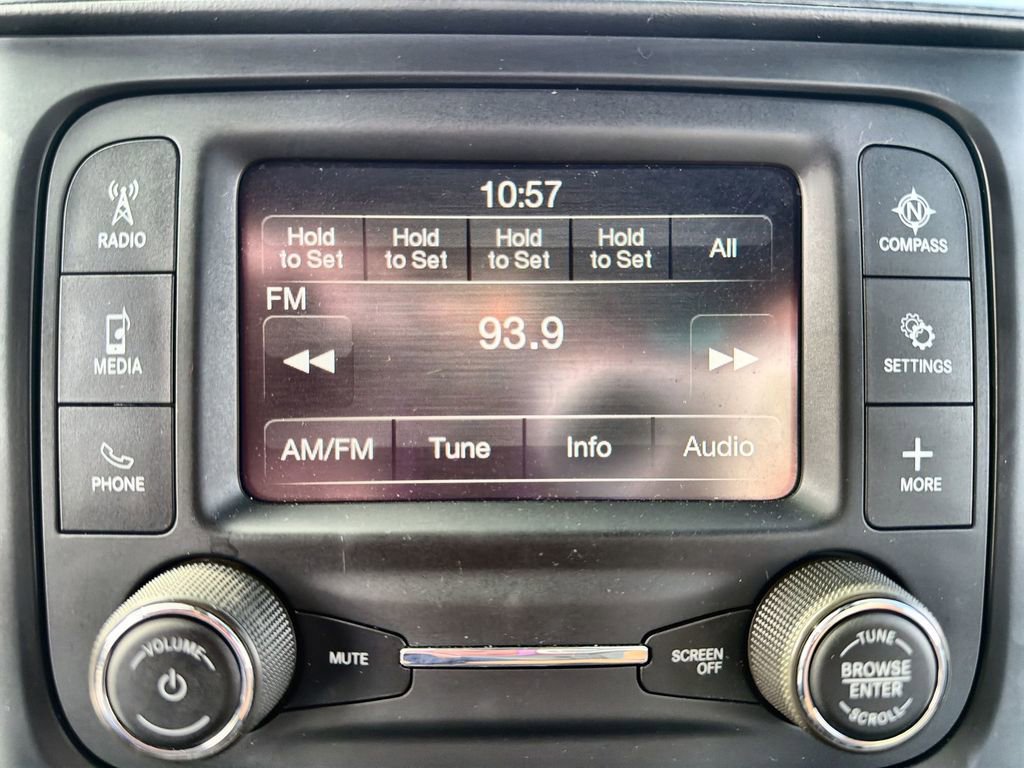 10:57
Hold
to Set
Hold
to Set
Hold
to Set
Hold
to Set
All
FM
93.9
AM/FM
Tune
Info
Audio
RADIO
MEDIA
PHONE
N
COMPASS
SETTINGS
MORE
VOLUME
MUTE
SCREEN
OFF
TUNE
BROWSE
ENTER
SCROLL